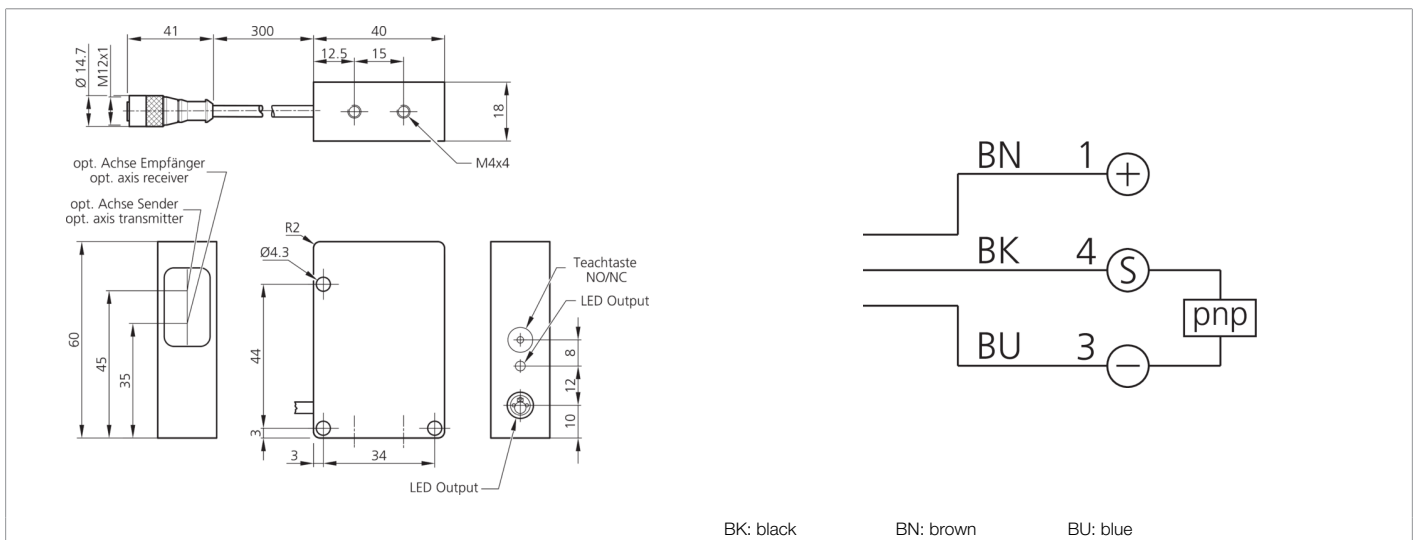 41
300
40
12.5
15
Ø 14.7
M12x1
18
M4x4
opt. Achse Empfänger
opt. axis receiver
opt. Achse Sender
opt. axis transmitter
R2
Ø4.3
60
45
35
44
3
3
34
Teachtaste
NO/NC
LED Output
8
12
10
LED Output
BN 1 +
BK 4 S
pnp
BU 3 −
BK: black BN: brown BU: blue